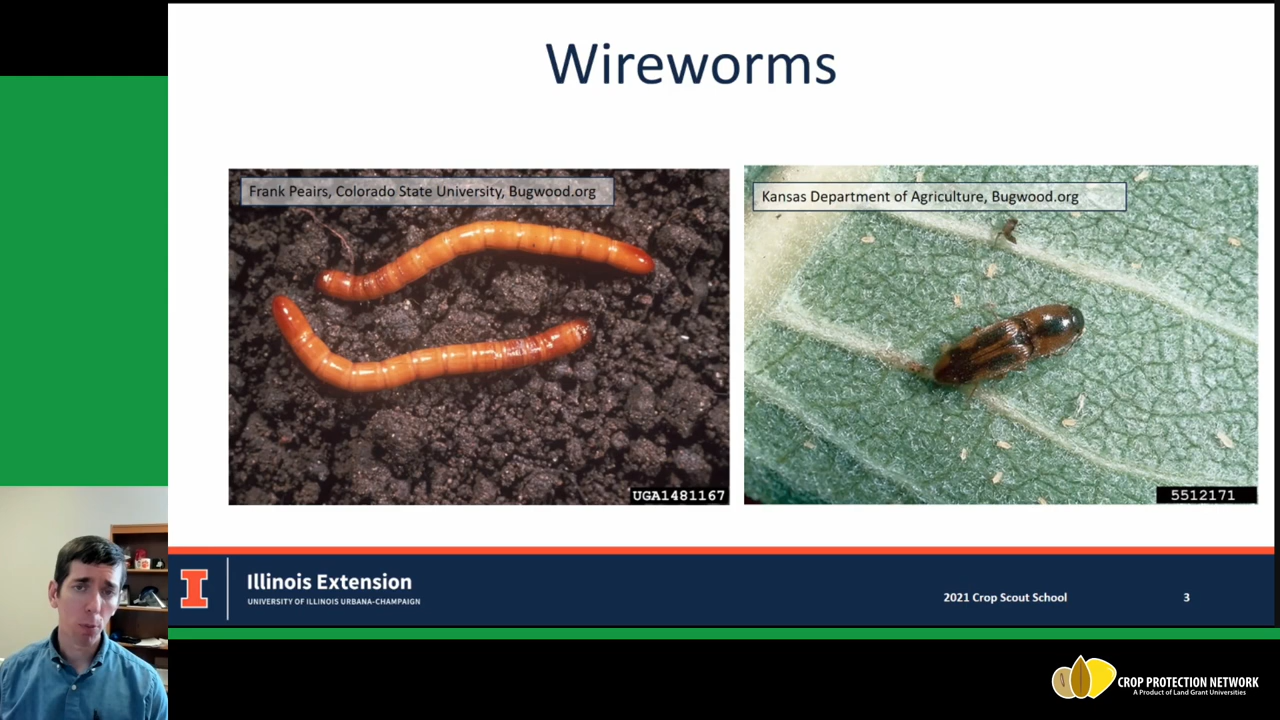 Wireworms
Frank Peairs, Colorado State University, Bugwood.org
UGA1481167
Kansas Department of Agriculture, Bugwood.org
5512171
I
Illinois Extension
UNIVERSITY OF ILLINOIS URBANA-CHAMPAIGN
2021 Crop Scout School
3
CROP PROTECTION NETWORK
A Product of Land Grant Universities